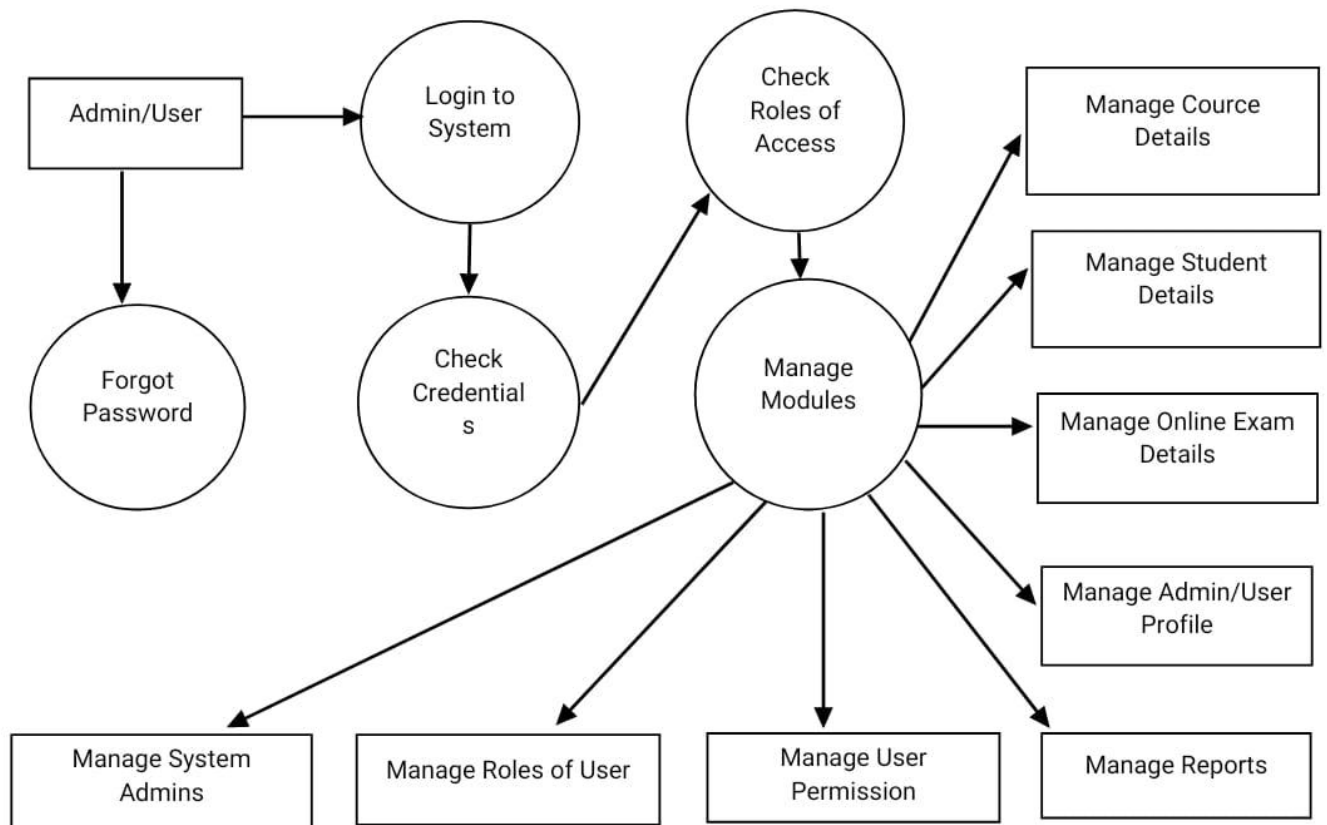 Admin/User
Login to
System
Check
Roles of
Access
Manage Cource
Details
Manage Student
Details
Forgot
Password
Check
Credential
s
Manage
Modules
Manage Online Exam
Details
Manage Admin/User
Profile
Manage System
Admins
Manage Roles of User
Manage User
Permission
Manage Reports